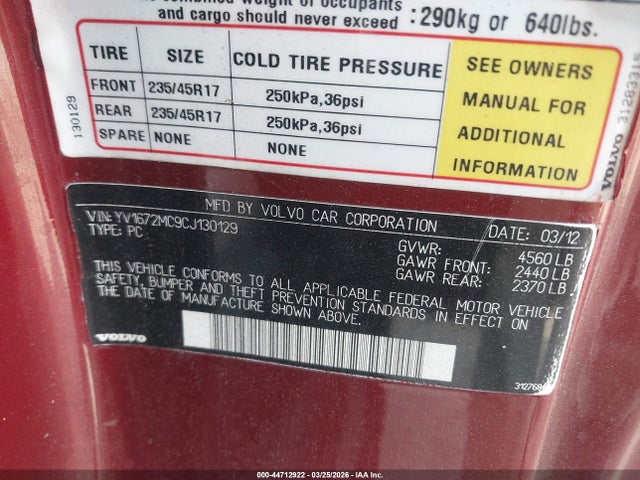 combined weight of occupants
and cargo should never exceed : 290kg or 640lbs.
TIRE SIZE COLD TIRE PRESSURE
FRONT 235/45R17 250kPa,36psi
REAR 235/45R17 250kPa,36psi
SPARE NONE NONE
SEE OWNERS
MANUAL FOR
ADDITIONAL
INFORMATION
130129
VOLVO
MFD BY VOLVO CAR CORPORATION
VIN: YV1672MC9CJ130129 DATE: 03/12
TYPE: PC
GVWR: 4560 LB
GAWR FRONT: 2440 LB
GAWR REAR: 2370 LB
THIS VEHICLE CONFORMS TO ALL APPLICABLE FEDERAL MOTOR VEHICLE
SAFETY, BUMPER AND THEFT PREVENTION STANDARDS IN EFFECT ON
THE DATE OF MANUFACTURE SHOWN ABOVE.
VOLVO
000-44712922 | 03/25/2026 - IAA Inc.